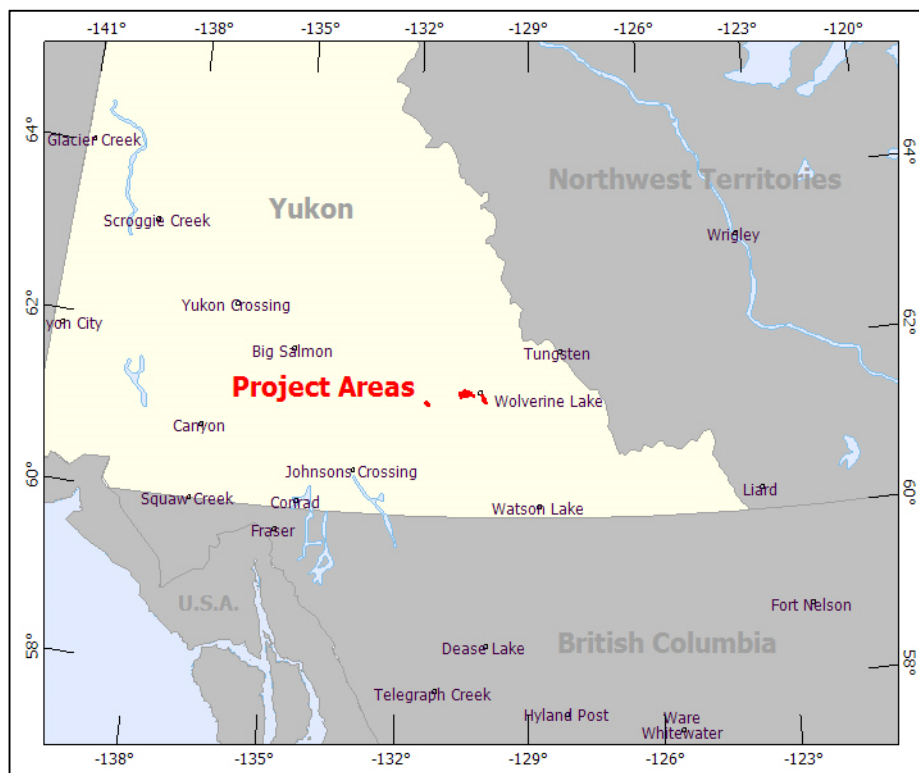 -141° -138° -135° -132° -129° -126° -123° -120°
64° Glacier Creek 64°
Northwest Territories
Yukon
Scroggie Creek
Wrigley
62° Yukon Crossing 62°
yon City
Big Salmon Tungsten
Project Areas
Wolverine Lake
Canyon
60° Johnsons Crossing 60°
Squaw Creek Conrad Watson Lake Liard
Fraser
U.S.A. Fort Nelson
58° Dease Lake British Columbia 58°
Telegraph Creek
Hyland Post Ware
Whitewater
-138° -135° -132° -129° -126° -123°